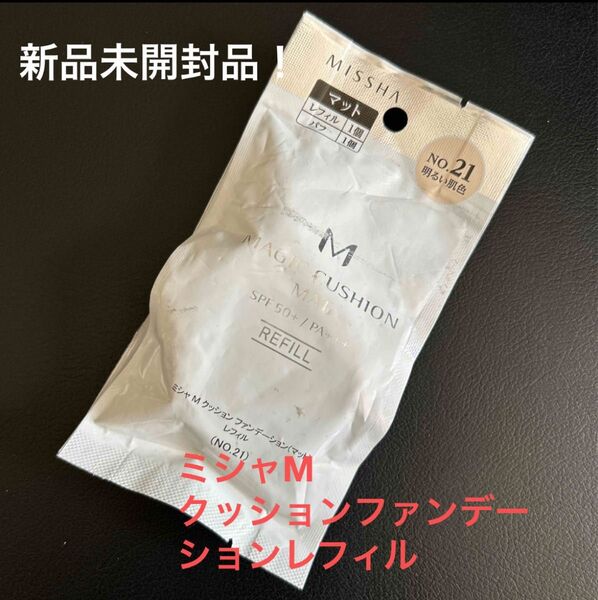 新品未開封品！
MISSHA
マット
レフィル 1個
パフ 1個
NO.21
明るい肌色
M
MAGIC CUSHION
SPF 50+ / PA+++
REFILL
ミシャ M クッション ファンデーション(マット)
レフィル
(NO.21)
ミシャM
クッションファンデー
ションレフィル